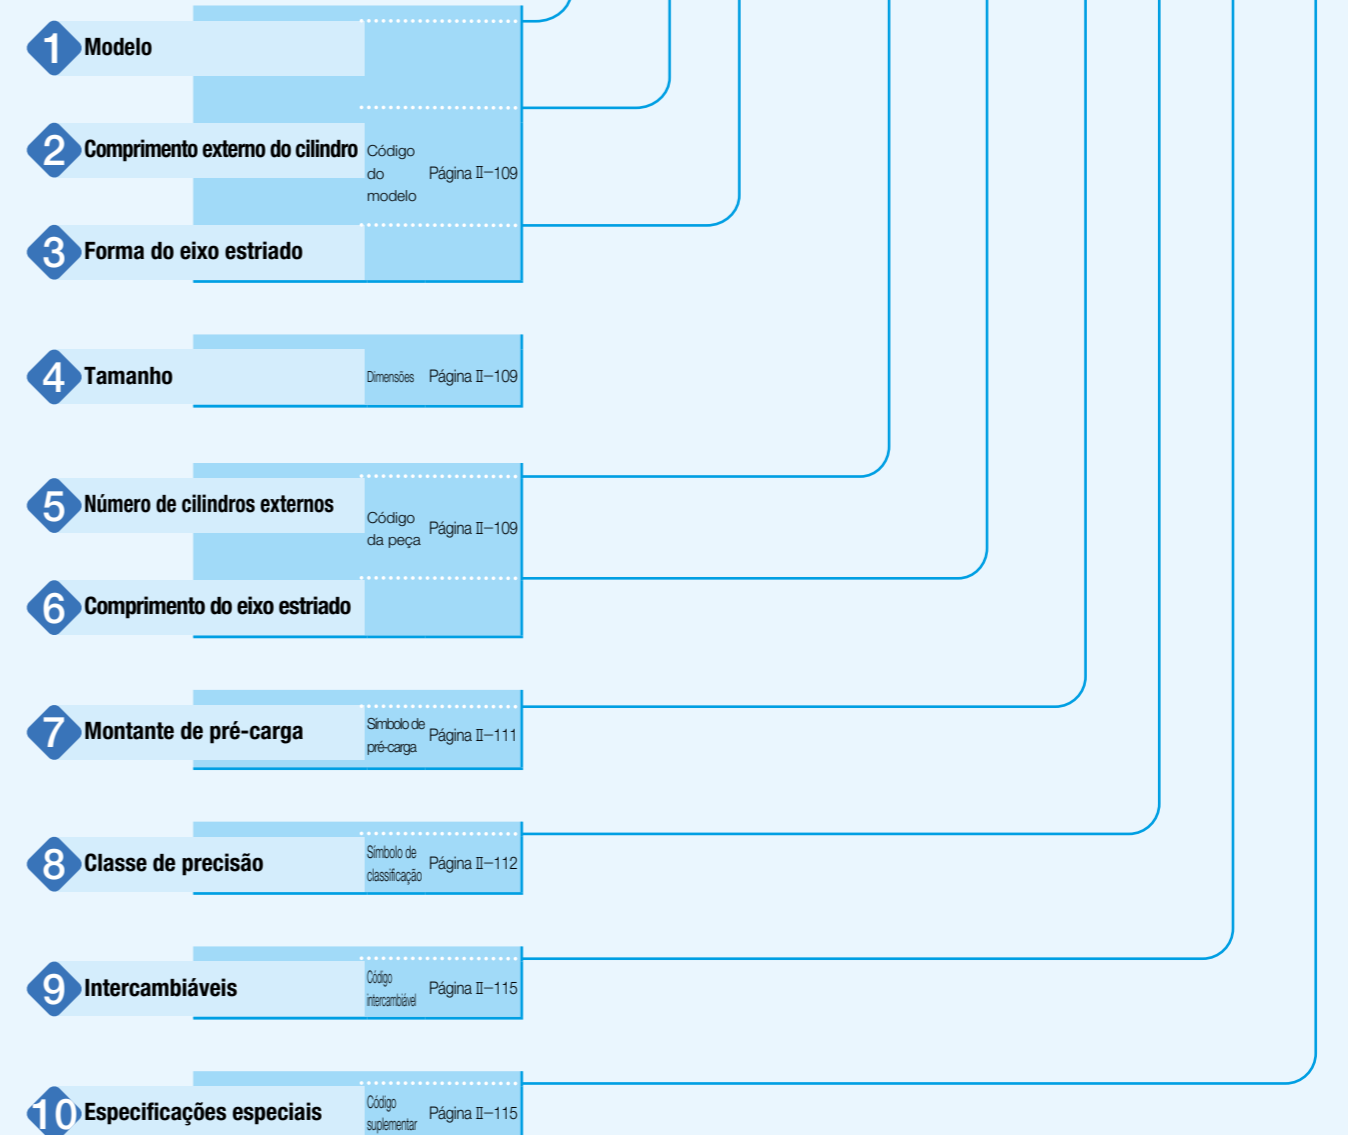 1 Modelo
2 Comprimento externo do cilindro
Código
do
modelo
Página Ⅱ−109
3 Forma do eixo estriado
4 Tamanho Dimensões Página Ⅱ−109
5 Número de cilindros externos
Código
da peça
Página Ⅱ−109
6 Comprimento do eixo estriado
7 Montante de pré-carga
Símbolo de
pré-carga
Página Ⅱ−111
8 Classe de precisão
Símbolo de
classificação
Página Ⅱ−112
9 Intercambiáveis
Código
intercambiável
Página Ⅱ−115
10 Especificações especiais
Código
suplementar
Página Ⅱ−115